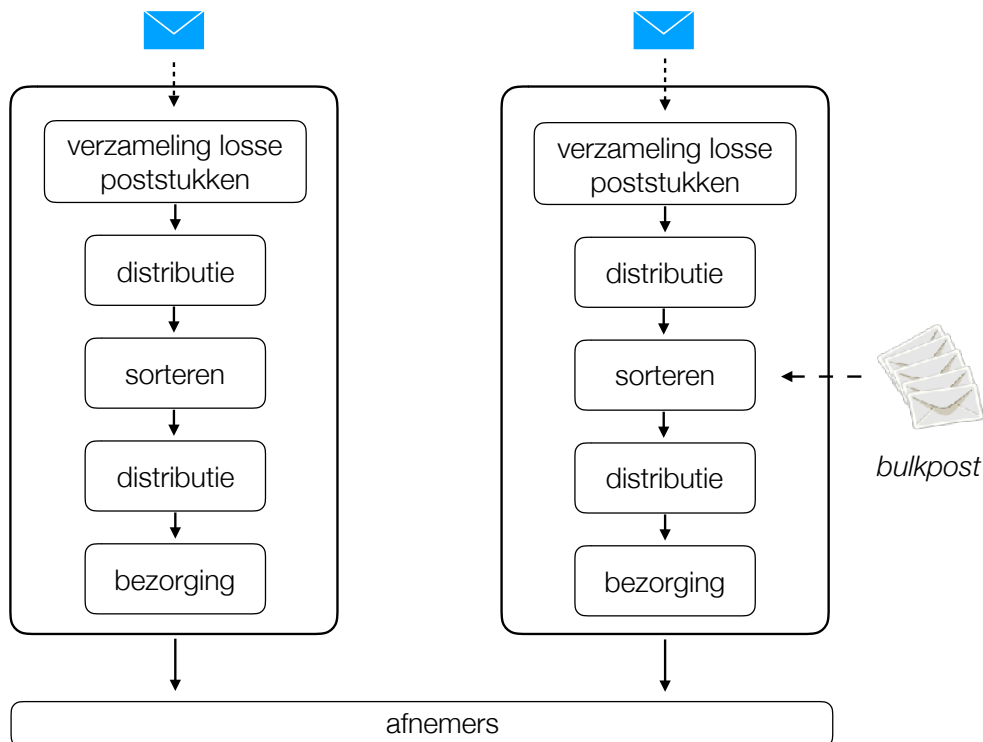 verzameling losse
poststukken
distributie
sorteren
distributie
bezorging
verzameling losse
poststukken
distributie
sorteren
distributie
bezorging
bulkpost
afnemers